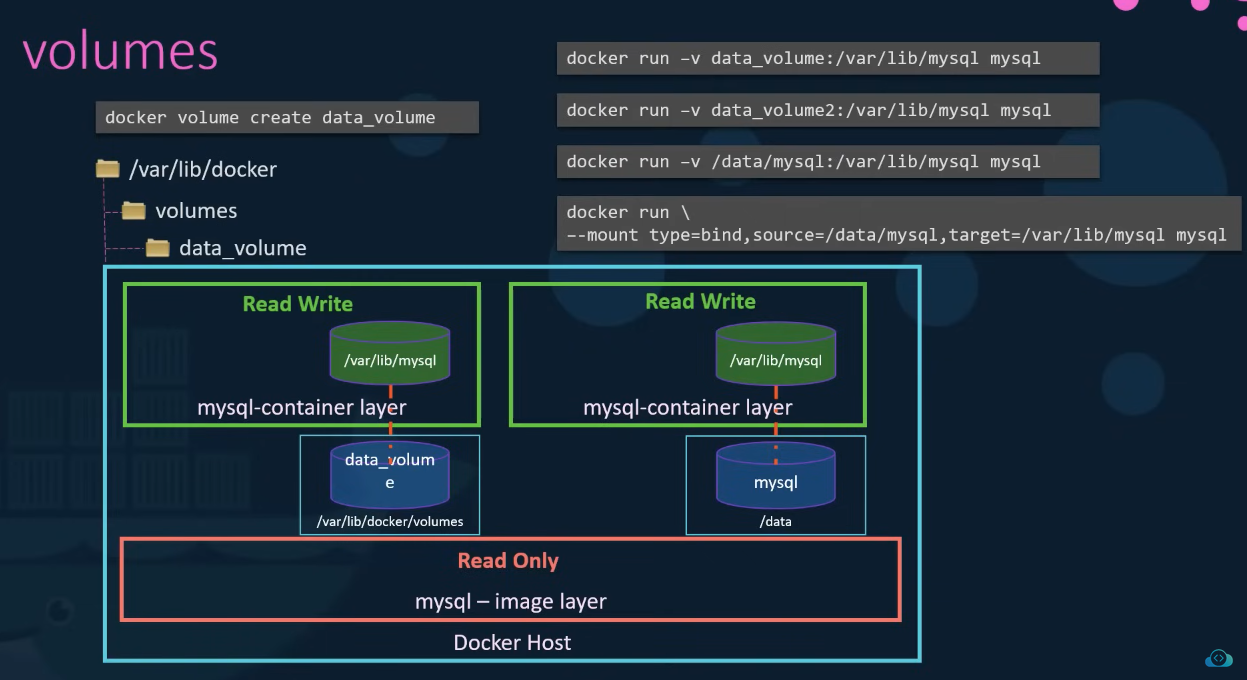 volumes
docker volume create data_volume
/var/lib/docker
volumes
data_volume
docker run –v data_volume:/var/lib/mysql mysql
docker run –v data_volume2:/var/lib/mysql mysql
docker run –v /data/mysql:/var/lib/mysql mysql
docker run \
--mount type=bind,source=/data/mysql,target=/var/lib/mysql mysql
Read Write
/var/lib/mysql
mysql-container layer
data_volum
e
/var/lib/docker/volumes
Read Write
/var/lib/mysql
mysql-container layer
mysql
/data
Read Only
mysql – image layer
Docker Host